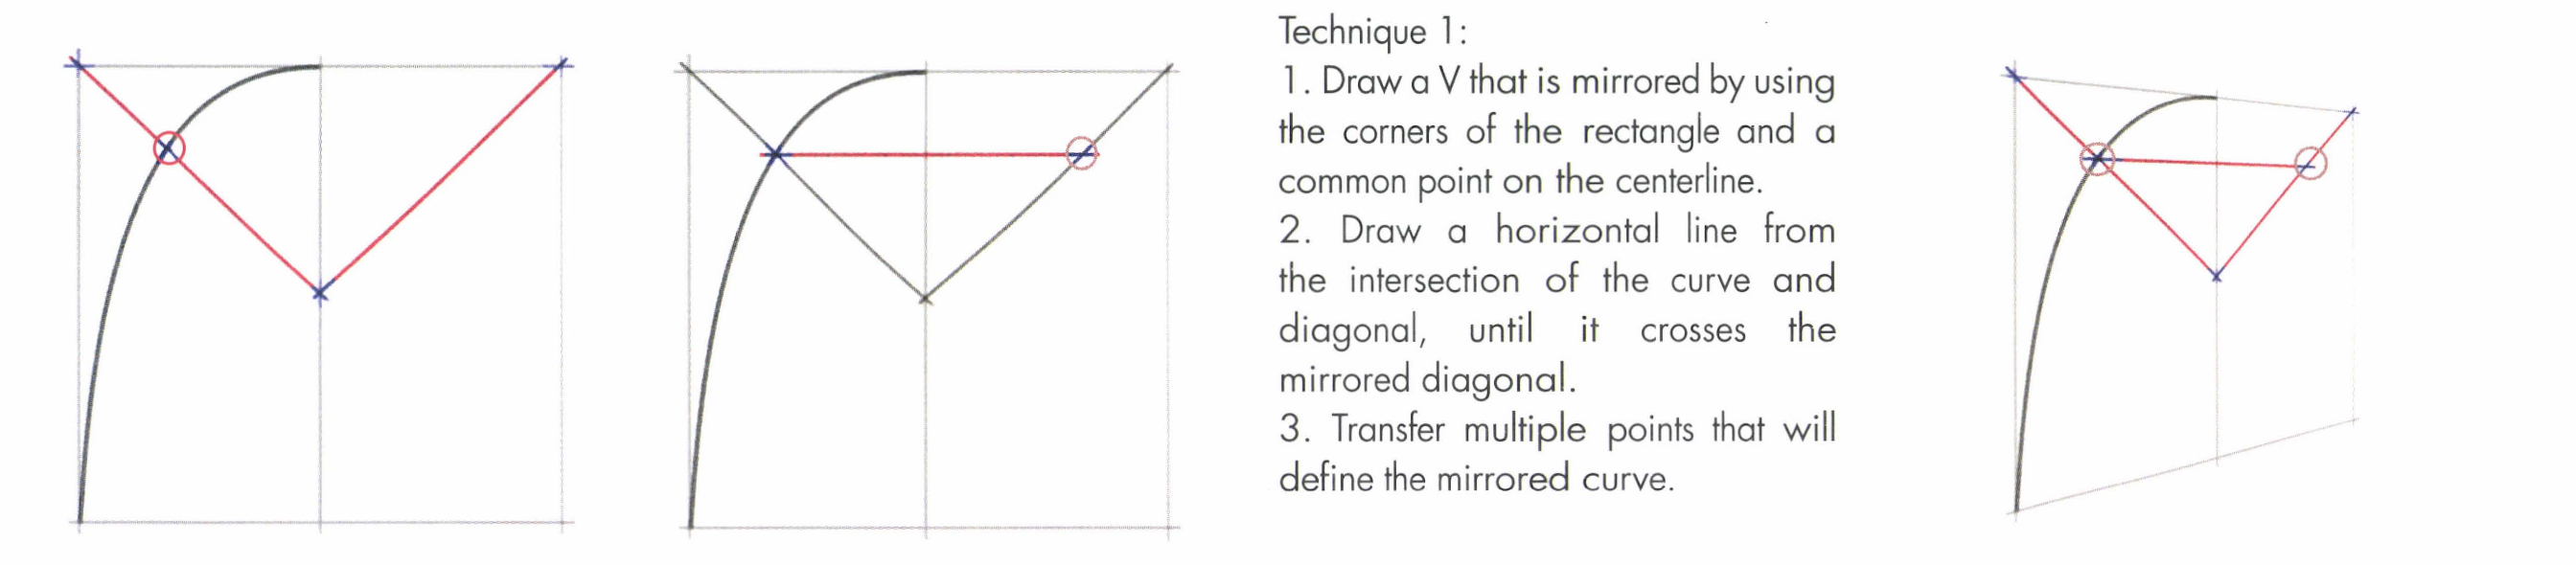 Technique 1:
1. Draw a V that is mirrored by using
the corners of the rectangle and a
common point on the centerline.
2. Draw a horizontal line from
the intersection of the curve and
diagonal, until it crosses the
mirrored diagonal.
3. Transfer multiple points that will
define the mirrored curve.